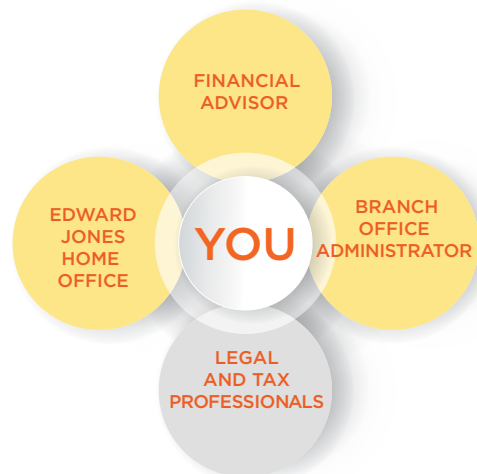 FINANCIAL
ADVISOR
EDWARD
JONES
HOME
OFFICE
YOU
BRANCH
OFFICE
ADMINISTRATOR
LEGAL
AND TAX
PROFESSIONALS